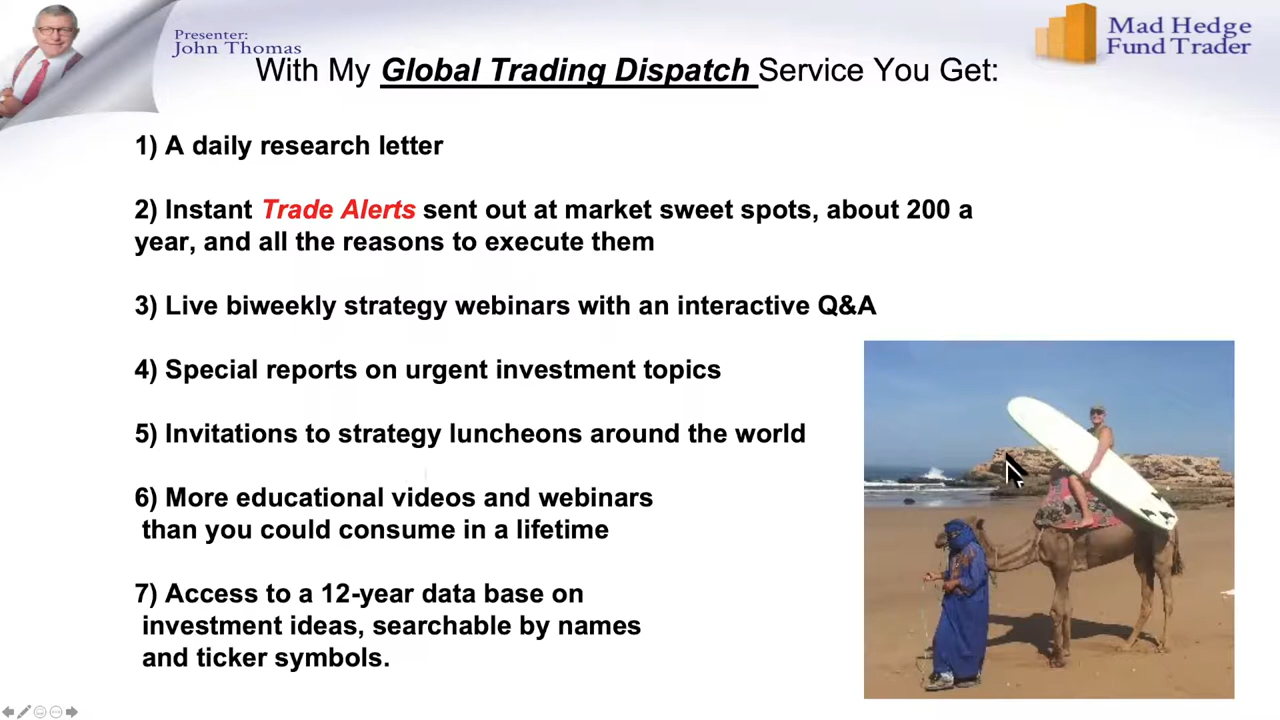 Presenter:
John Thomas
Mad Hedge
Fund Trader
With My Global Trading Dispatch Service You Get:
1) A daily research letter
2) Instant Trade Alerts sent out at market sweet spots, about 200 a
year, and all the reasons to execute them
3) Live biweekly strategy webinars with an interactive Q&A
4) Special reports on urgent investment topics
5) Invitations to strategy luncheons around the world
6) More educational videos and webinars
than you could consume in a lifetime
7) Access to a 12-year data base on
investment ideas, searchable by names
and ticker symbols.